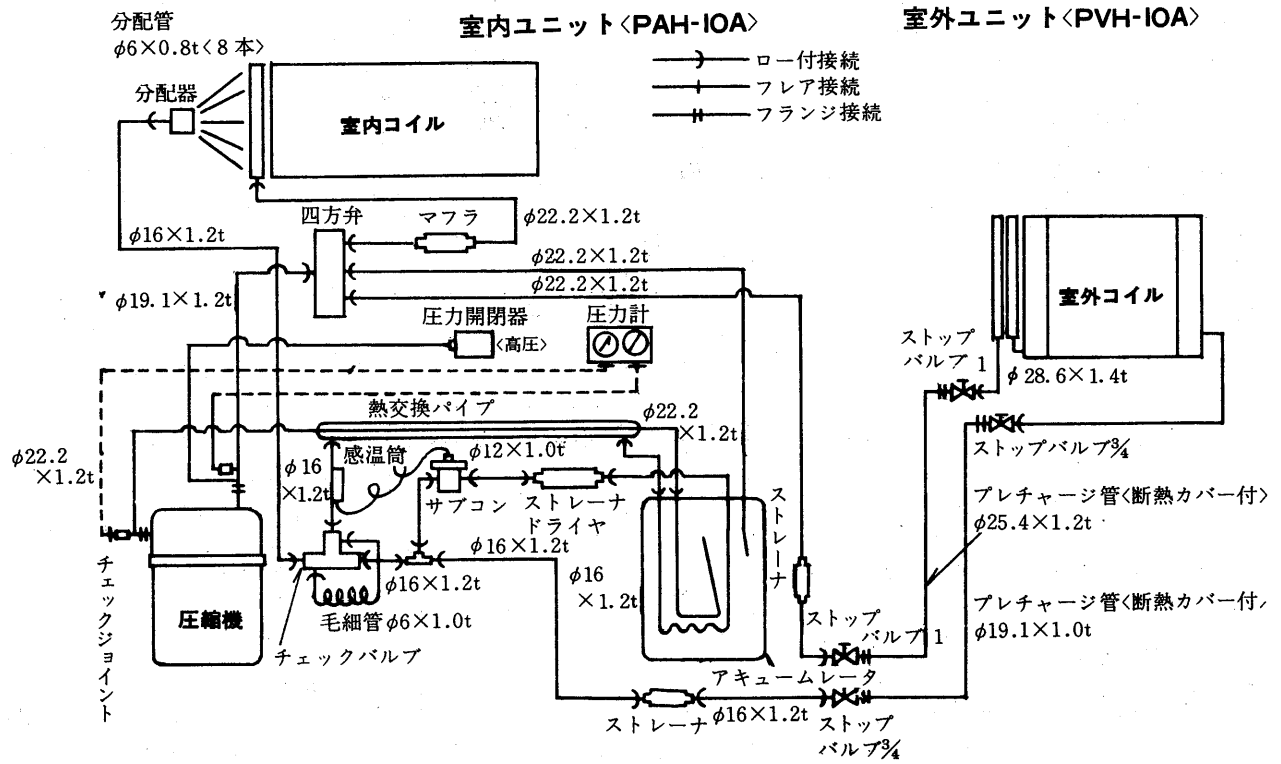 分配管
φ6×0.8t<8本>
室内ユニット<PAH-10A>
室外ユニット<PVH-10A>
ロー付接続
フレア接続
フランジ接続
分配器
室内コイル
四方弁
マフラ
φ22.2×1.2t
φ16×1.2t
φ22.2×1.2t
φ22.2×1.2t
φ19.1×1.2t
室外コイル
圧力開閉器
<高圧>
圧力計
ストップ
バルブ1
φ28.6×1.4t
熱交換パイプ
φ22.2
×1.2t
ストップバルブ3/4
φ22.2
×1.2t
φ16
×1.2t
感温筒
φ12×1.0t
サブコン
ストレーナ
ドライヤ
ストレーナ
プレチャージ管<断熱カバー付>
φ25.4×1.2t
φ16×1.2t
チェックジョイント
φ16×1.2t
φ16
×1.2t
圧縮機
毛細管φ6×1.0t
チェックバルブ
ストップ
バルブ1
プレチャージ管<断熱カバー付
φ19.1×1.0t
アキュームレータ
ストレーナ
φ16×1.2t
ストップ
バルブ3/4